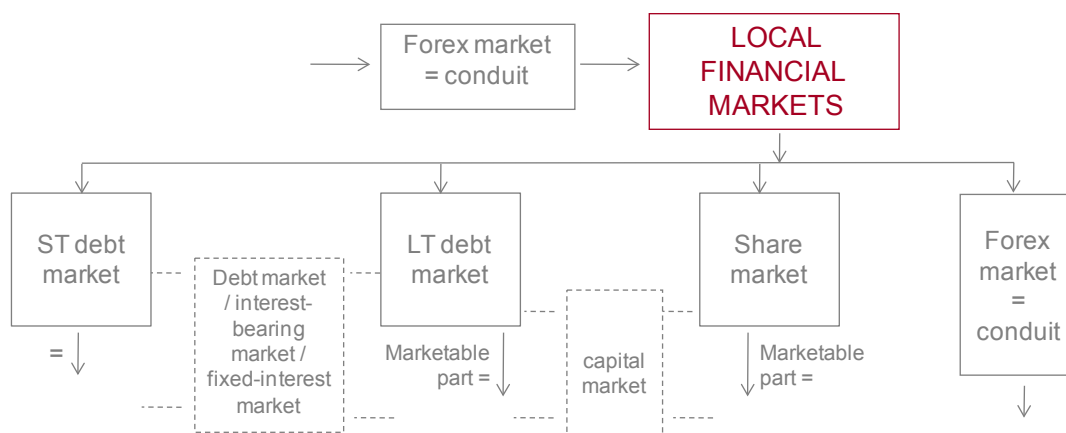 Forex market
= conduit
LOCAL
FINANCIAL
MARKETS
ST debt
market
LT debt
market
Share
market
Forex
market
=
conduit
Debt market
/ interest-
bearing
market /
fixed-interest
market
capital
market
=
Marketable
part =
Marketable
part =